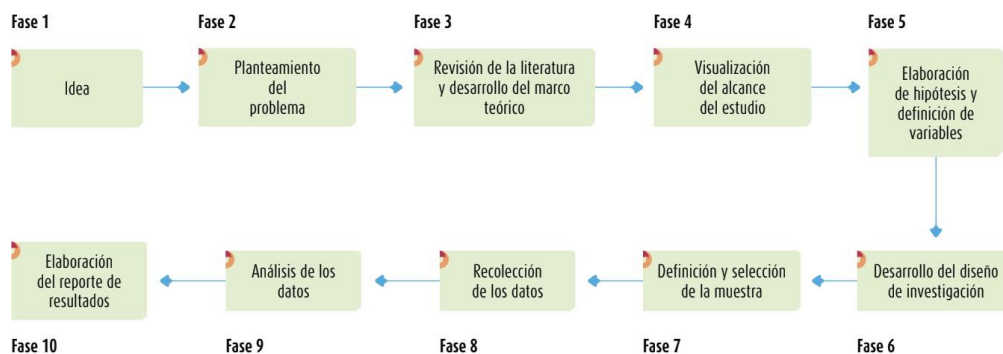 Fase 1
Idea
Fase 2
Planteamiento
del
problema
Fase 3
Revisión de la literatura
y desarrollo del marco
teórico
Fase 4
Visualización
del alcance
del estudio
Fase 5
Elaboración
de hipótesis y
definición de
variables
Desarrollo del diseño
de investigación
Fase 6
Definición y selección
de la muestra
Fase 7
Recolección
de los datos
Fase 8
Análisis de los
datos
Fase 9
Elaboración
del reporte de
resultados
Fase 10